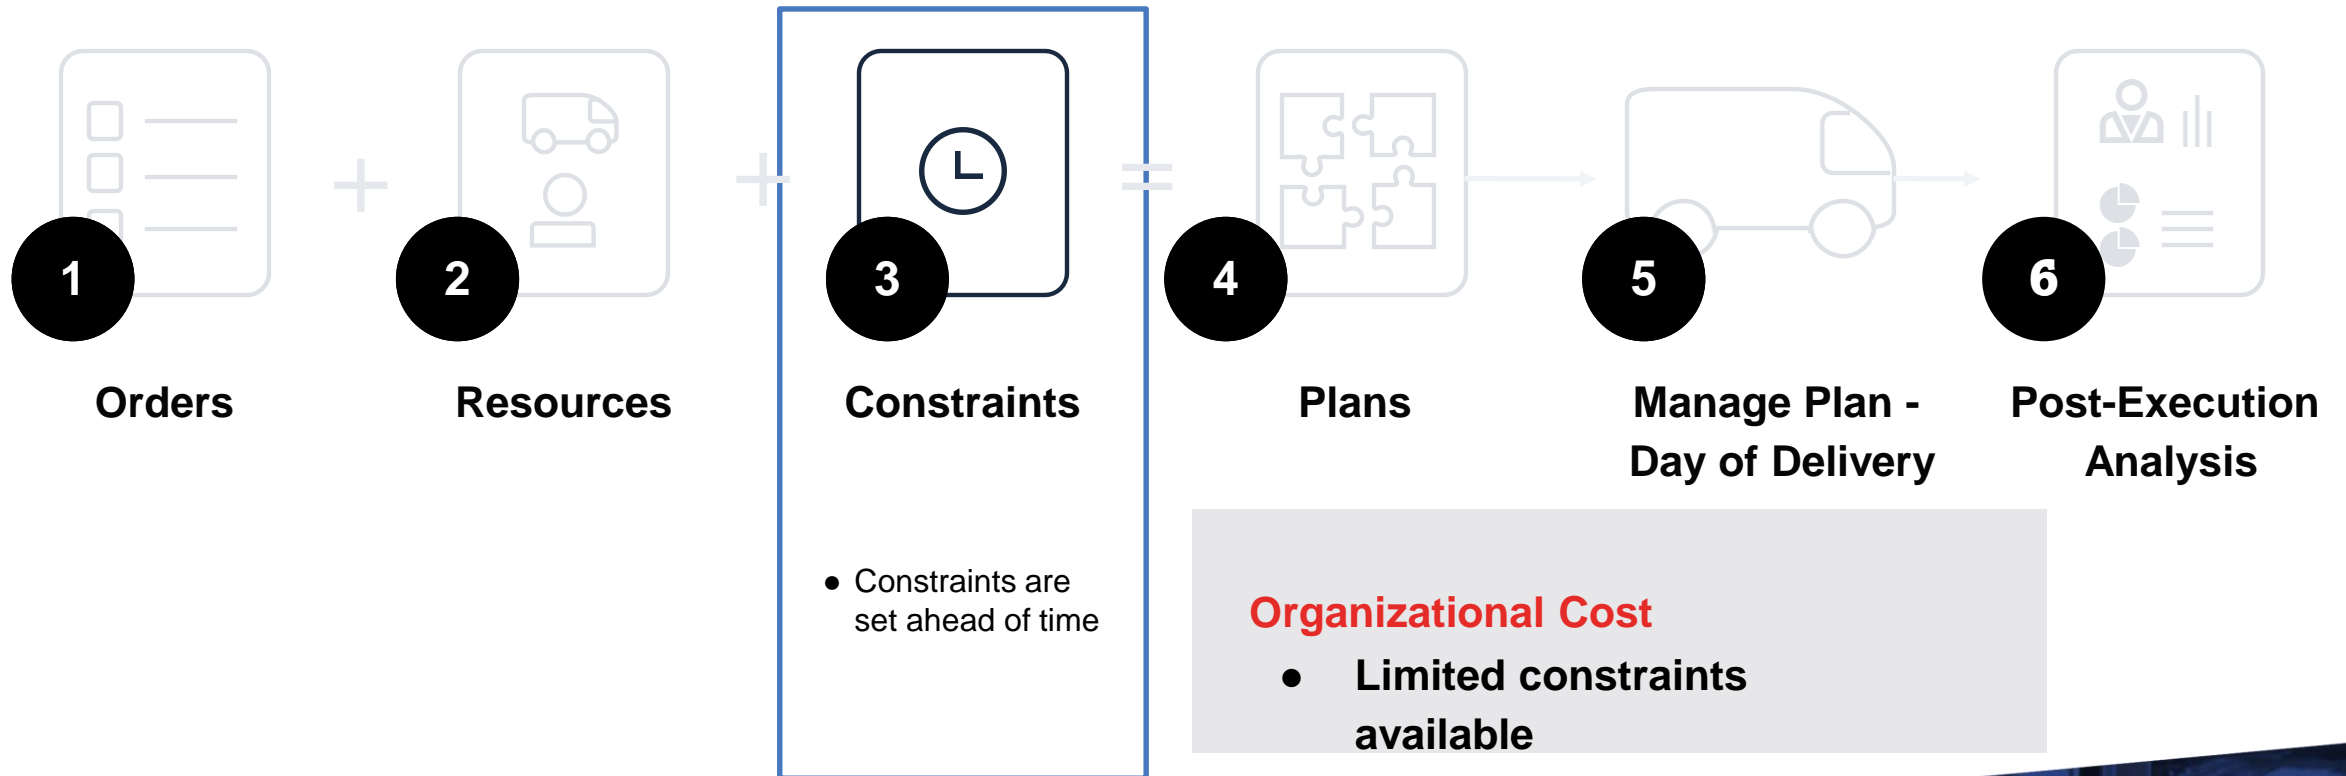 1
2
3
4
5
6
Orders
Resources
Constraints
Plans
Manage Plan -
Day of Delivery
Post-Execution
Analysis
● Constraints are
set ahead of time
Organizational Cost
● Limited constraints
available